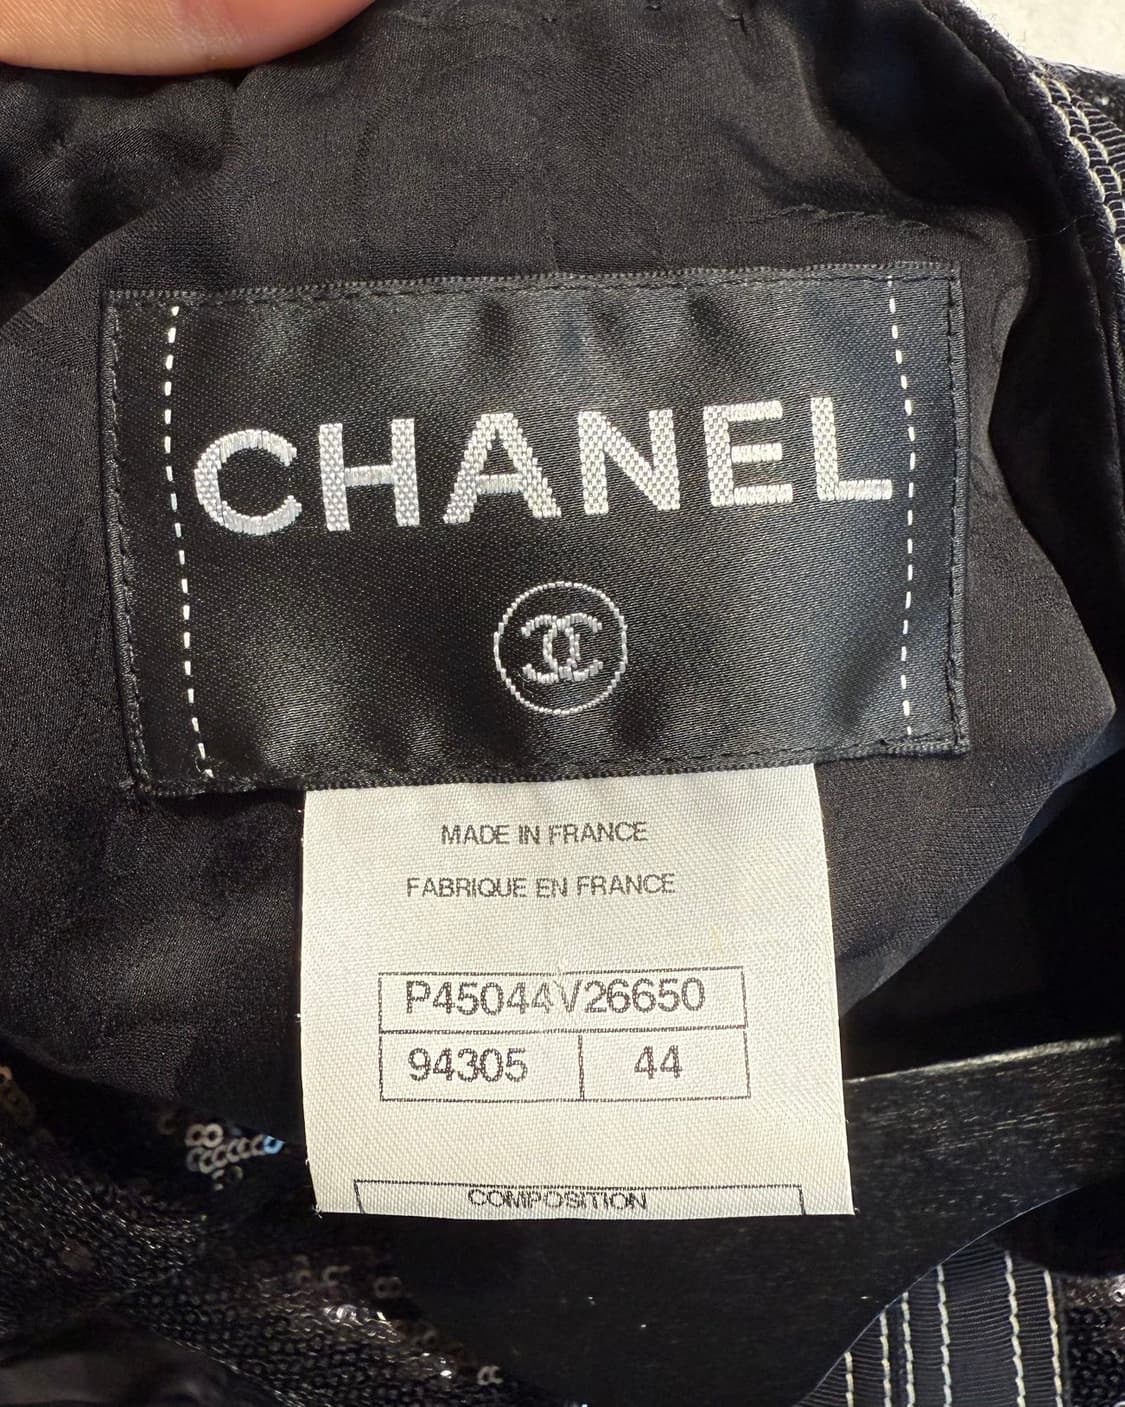 CHANEL
MADE IN FRANCE
FABRIQUE EN FRANCE
P45044V26650
94305 44
COMPOSITION